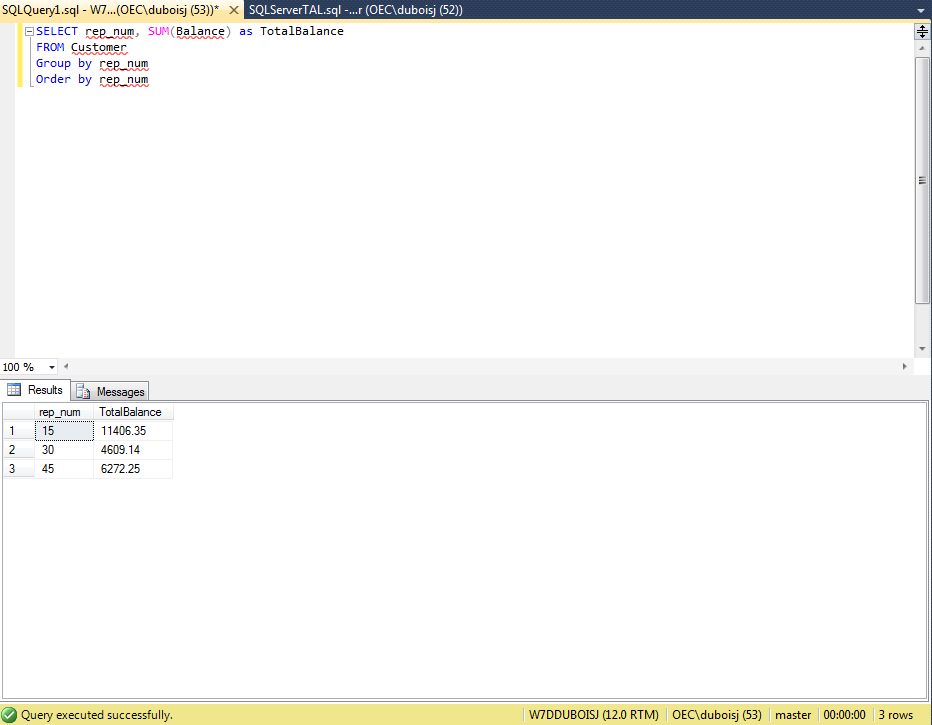 SQLQuery1.sql - W7...(OEC\duboisj (53))* SQLServerTAL.sql -...r (OEC\duboisj (52))
SELECT rep_num, SUM(Balance) as TotalBalance
FROM Customer
Group by rep_num
Order by rep_num
100 %
Results Messages
rep_num TotalBalance
1 15 11406.35
2 30 4609.14
3 45 6272.25
Query executed successfully. W7DDUBOISJ (12.0 RTM) OEC\duboisj (53) master 00:00:00 3 rows